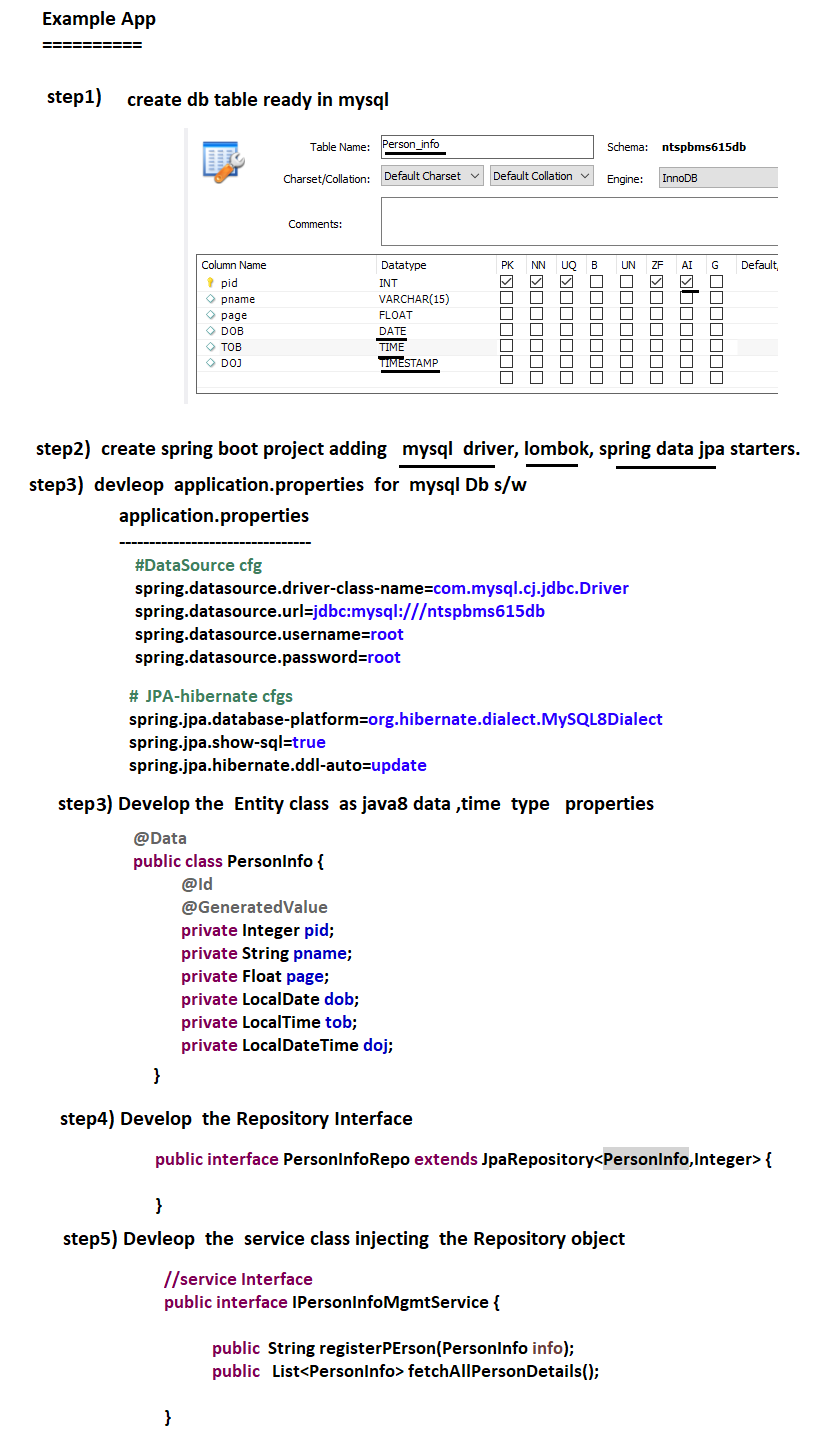 Example App
==========
step1) create db table ready in mysql
Table Name: Person_info Schema: ntspbms615db
Charset/Collation: Default Charset Default Collation Engine: InnoDB
Comments:
Column Name Datatype PK NN UQ B UN ZF AI G Default,
pid INT
pname VARCHAR(15)
page FLOAT
DOB DATE
TOB TIME
DOJ TIMESTAMP
step2) create spring boot project adding mysql driver, lombok, spring data jpa starters.
step3) devleop application.properties for mysql Db s/w
application.properties
--------------------------------
#DataSource cfg
spring.datasource.driver-class-name=com.mysql.cj.jdbc.Driver
spring.datasource.url=jdbc:mysql:///ntspbms615db
spring.datasource.username=root
spring.datasource.password=root
# JPA-hibernate cfgs
spring.jpa.database-platform=org.hibernate.dialect.MySQL8Dialect
spring.jpa.show-sql=true
spring.jpa.hibernate.ddl-auto=update
step3) Develop the Entity class as java8 data ,time type properties
@Data
public class PersonInfo {
@Id
@GeneratedValue
private Integer pid;
private String pname;
private Float page;
private LocalDate dob;
private LocalTime tob;
private LocalDateTime doj;
}
step4) Develop the Repository Interface
public interface PersonInfoRepo extends JpaRepository<PersonInfo,Integer> {
}
step5) Devleop the service class injecting the Repository object
//service Interface
public interface IPersonInfoMgmtService {
public String registerPErson(PersonInfo info);
public List<PersonInfo> fetchAllPersonDetails();
}